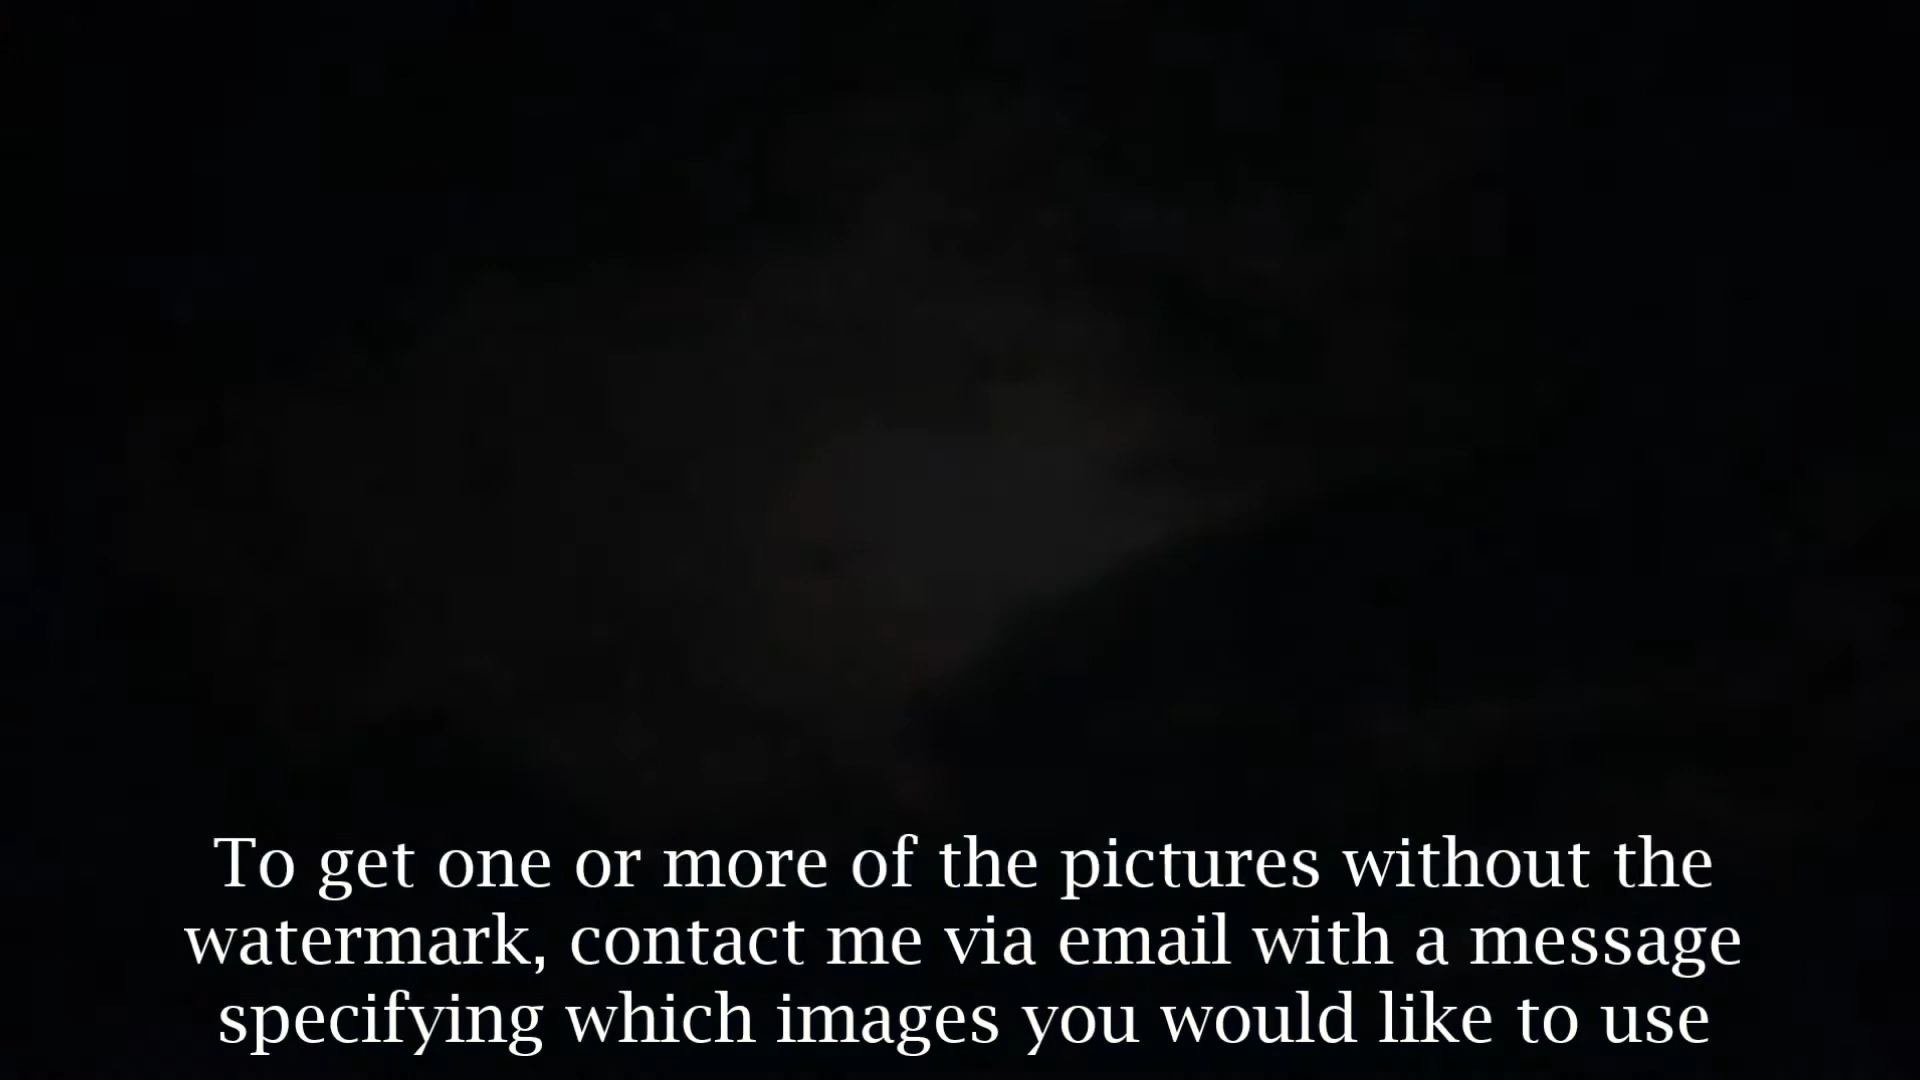 To get one or more of the pictures without the
watermark, contact me via email with a message
specifying which images you would like to use